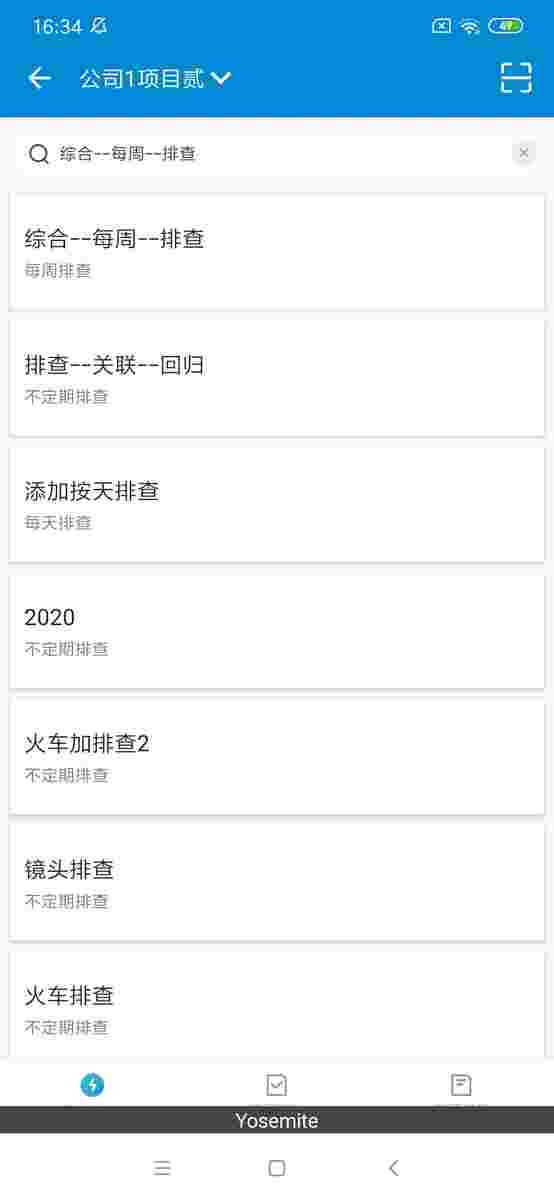 16:34
49
公司1项目贰
综合--每周--排查
综合--每周--排查
每周排查
排查--关联--回归
不定期排查
添加按天排查
每天排查
2020
不定期排查
火车加排查2
不定期排查
镜头排查
不定期排查
火车排查
不定期排查
Yosemite